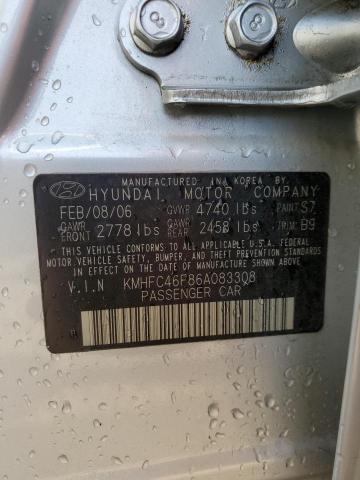 MANUFACTURED IN A KOREA BY.
HYUNDAI MOTOR COMPANY
FEB/08/06 GVWR 4740 lbs PAINT S7
GAWR FRONT 2778 lbs GAWR REAR 2458 lbs TRIM B9
THIS VEHICLE CONFORMS TO ALL APPLICABLE U.S.A. FEDERAL
MOTOR VEHICLE SAFETY, BUMPER, AND THEFT PREVENTION STANDARDS
IN EFFECT ON THE DATE OF MANUFACTURE SHOWN ABOVE.
V.I.N KMHFC46F86A083308
PASSENGER CAR